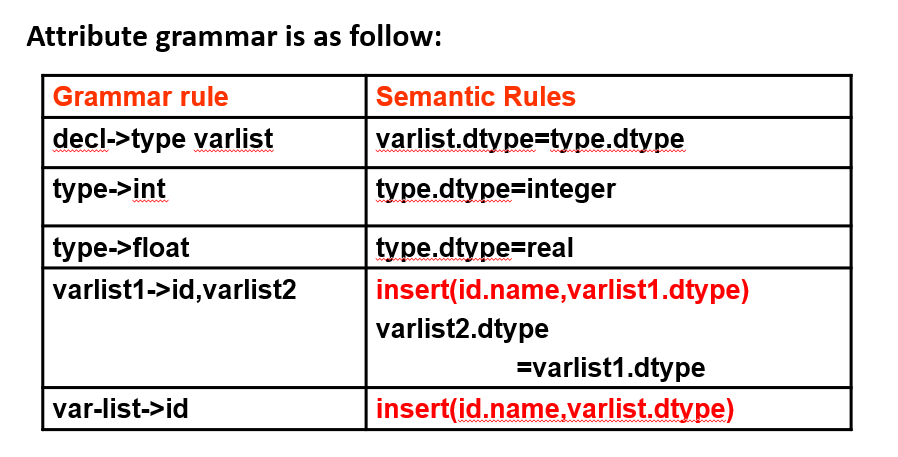 Attribute grammar is as follow:
Grammar rule Semantic Rules
decl->type varlist varlist.dtype=type.dtype
type->int type.dtype=integer
type->float type.dtype=real
varlist1->id,varlist2 insert(id.name,varlist1.dtype)
varlist2.dtype
=varlist1.dtype
var-list->id insert(id.name,varlist.dtype)